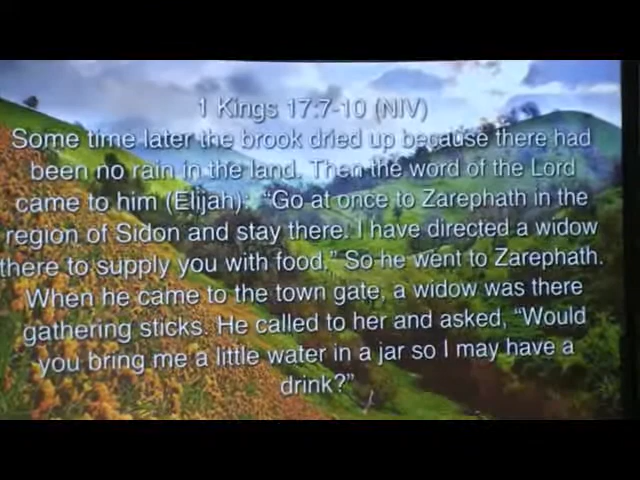 1 Kings 17:7-10 (NIV)
Some time later the brook dried up because there had
been no rain in the land. Then the word of the Lord
came to him (Elijah): "Go at once to Zarephath in the
region of Sidon and stay there. I have directed a widow
there to supply you with food." So he went to Zarephath.
When he came to the town gate, a widow was there
gathering sticks. He called to her and asked, "Would
you bring me a little water in a jar so I may have a
drink?"